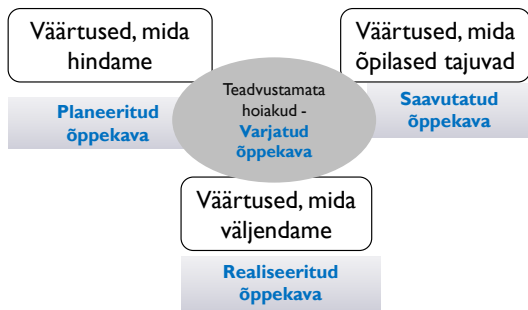 Väärtused, mida
hindame
Planeeritud
õppekava
Teadvustamata
hoiakud -
Varjatud
õppekava
Väärtused, mida
õpilased tajuvad
Saavutatud
õppekava
Väärtused, mida
väljendame
Realiseeritud
õppekava